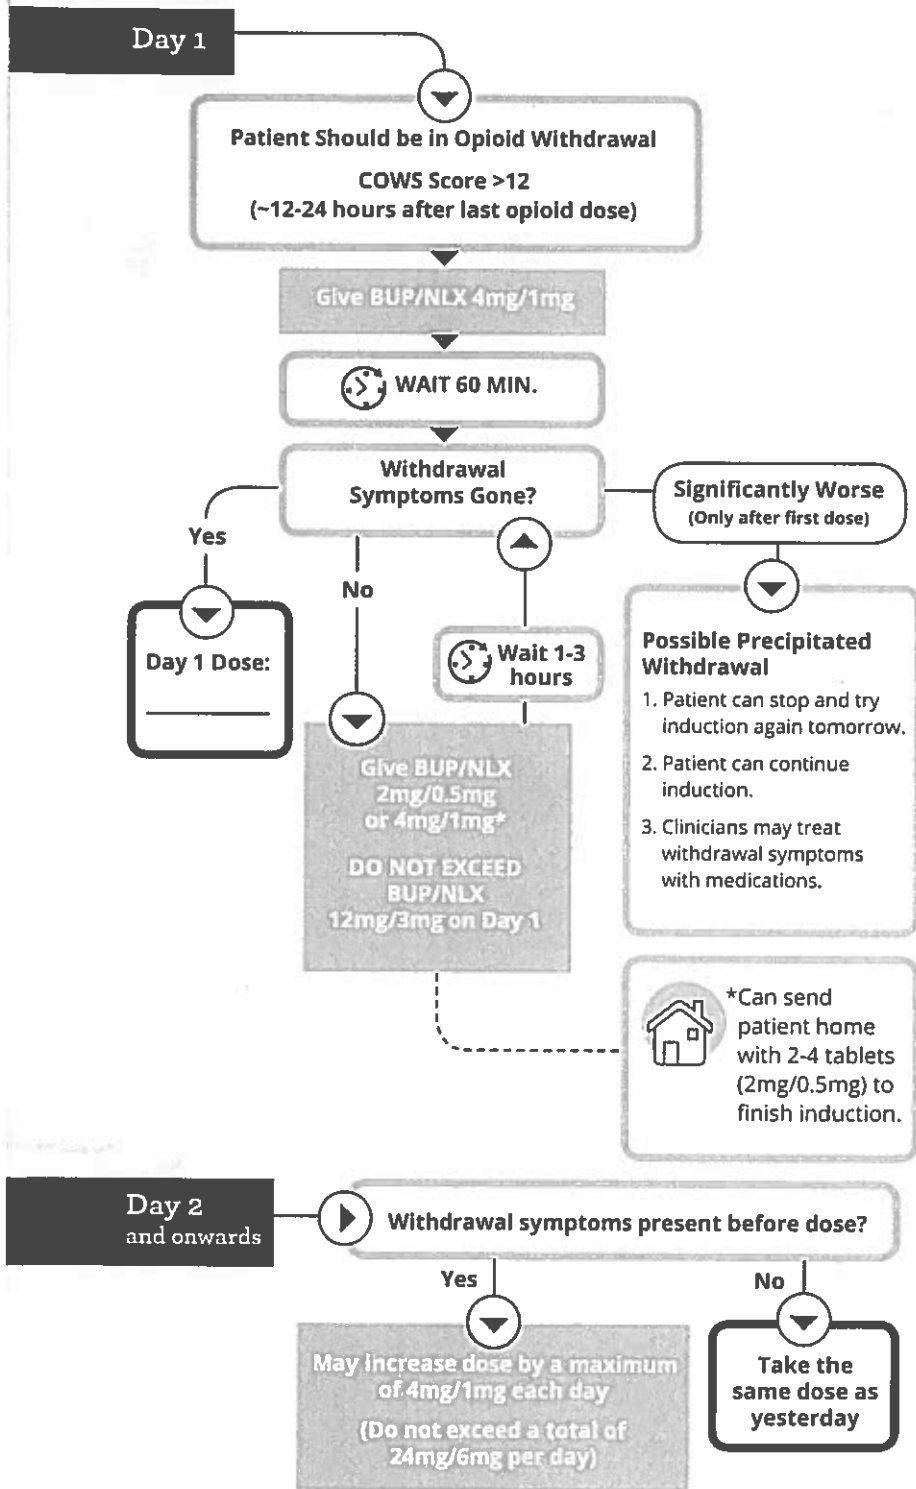 Day 1
Patient Should be in Opioid Withdrawal
COWS Score >12
(~12-24 hours after last opioid dose)
Give BUP/NLX 4mg/1mg
WAIT 60 MIN.
Withdrawal
Symptoms Gone?
Significantly Worse
(Only after first dose)
Yes
No
Day 1 Dose:
Wait 1-3
hours
Give BUP/NLX
2mg/0.5mg
or 4mg/1mg*
DO NOT EXCEED
BUP/NLX
12mg/3mg on Day 1
Possible Precipitated
Withdrawal
1. Patient can stop and try
induction again tomorrow.
2. Patient can continue
induction.
3. Clinicians may treat
withdrawal symptoms
with medications.
*Can send
patient home
with 2-4 tablets
(2mg/0.5mg) to
finish induction.
Day 2
and onwards
Withdrawal symptoms present before dose?
Yes
No
May increase dose by a maximum
of 4mg/1mg each day
(Do not exceed a total of
24mg/6mg per day)
Take the
same dose as
yesterday